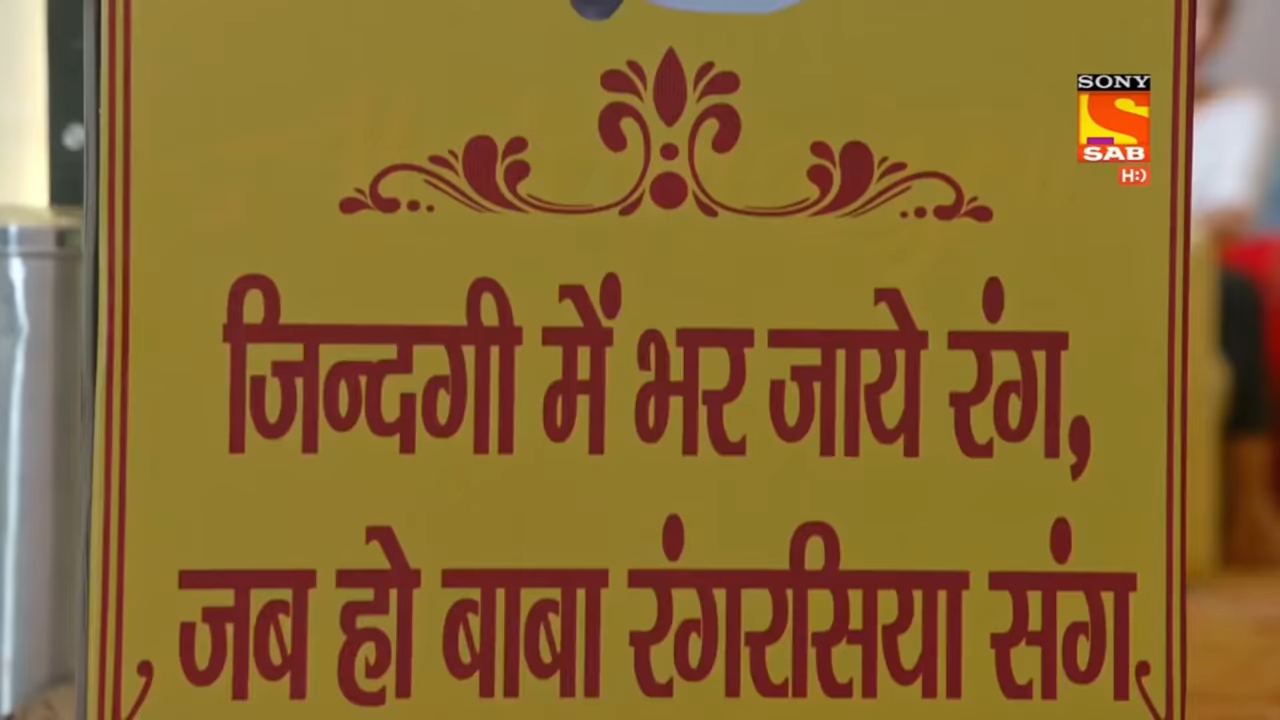 SONY
SAB
H:)
जिन्दगी में भर जाये रंग,
जब हो बाबा रंगरसिया संग